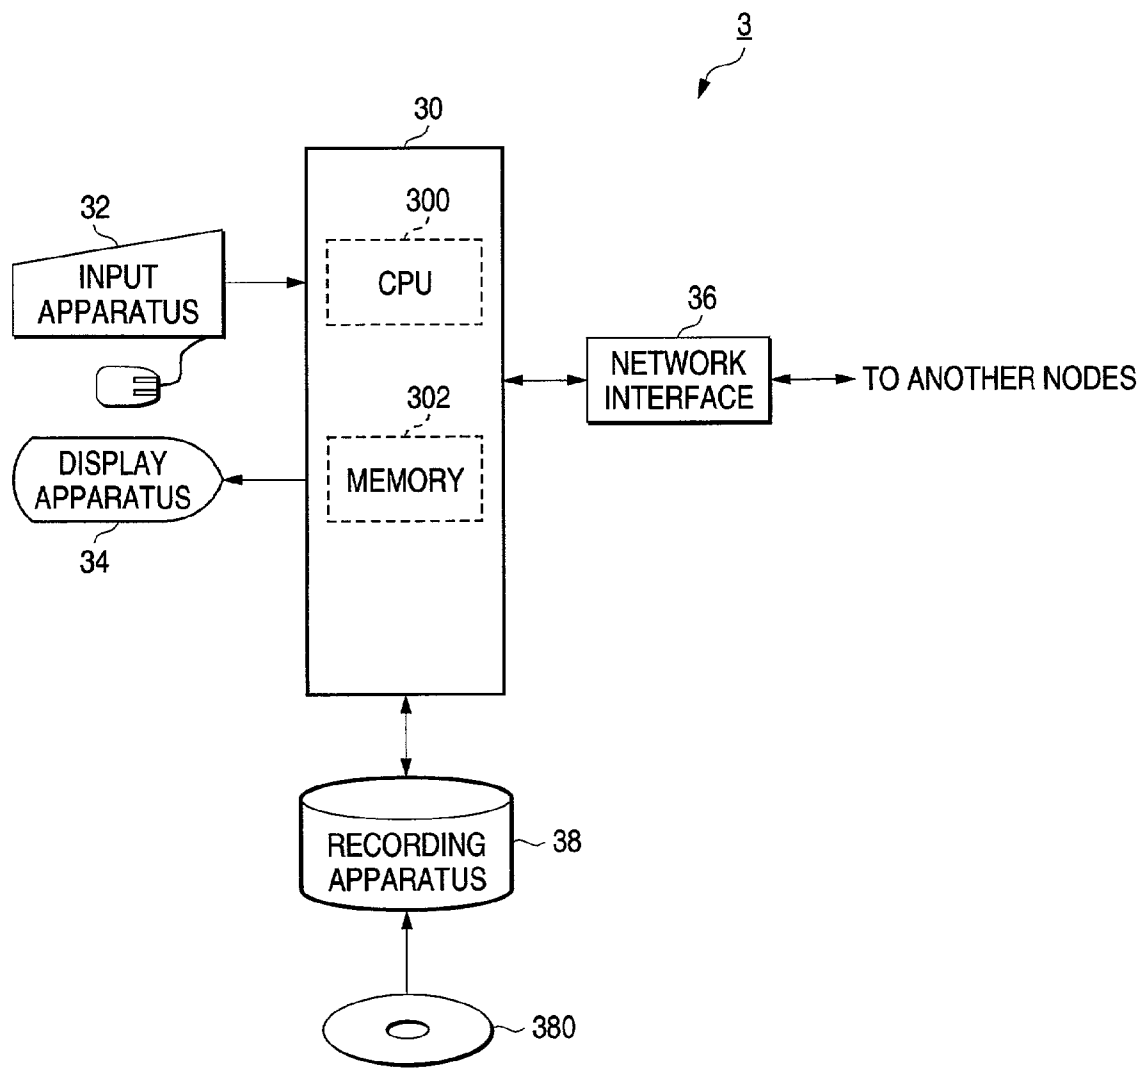 3
30
300
CPU
32
INPUT
APPARATUS
36
NETWORK
INTERFACE
TO ANOTHER NODES
302
MEMORY
DISPLAY
APPARATUS
34
RECORDING
APPARATUS
38
380